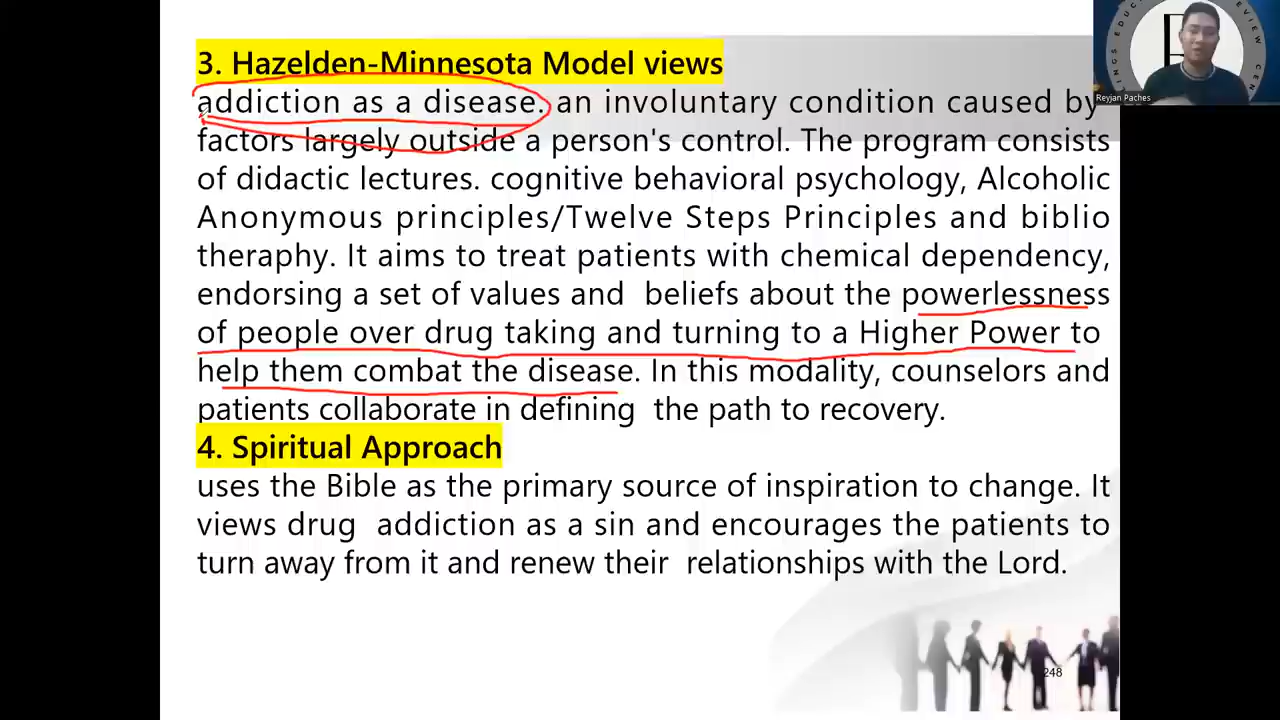 3. Hazelden-Minnesota Model views
addiction as a disease. an involuntary condition caused by
factors largely outside a person's control. The program consists
of didactic lectures. cognitive behavioral psychology, Alcoholic
Anonymous principles/Twelve Steps Principles and biblio
theraphy. It aims to treat patients with chemical dependency,
endorsing a set of values and beliefs about the powerlessness
of people over drug taking and turning to a Higher Power to
help them combat the disease. In this modality, counselors and
patients collaborate in defining the path to recovery.
4. Spiritual Approach
uses the Bible as the primary source of inspiration to change. It
views drug addiction as a sin and encourages the patients to
turn away from it and renew their relationships with the Lord.
248
Reyjan Paches